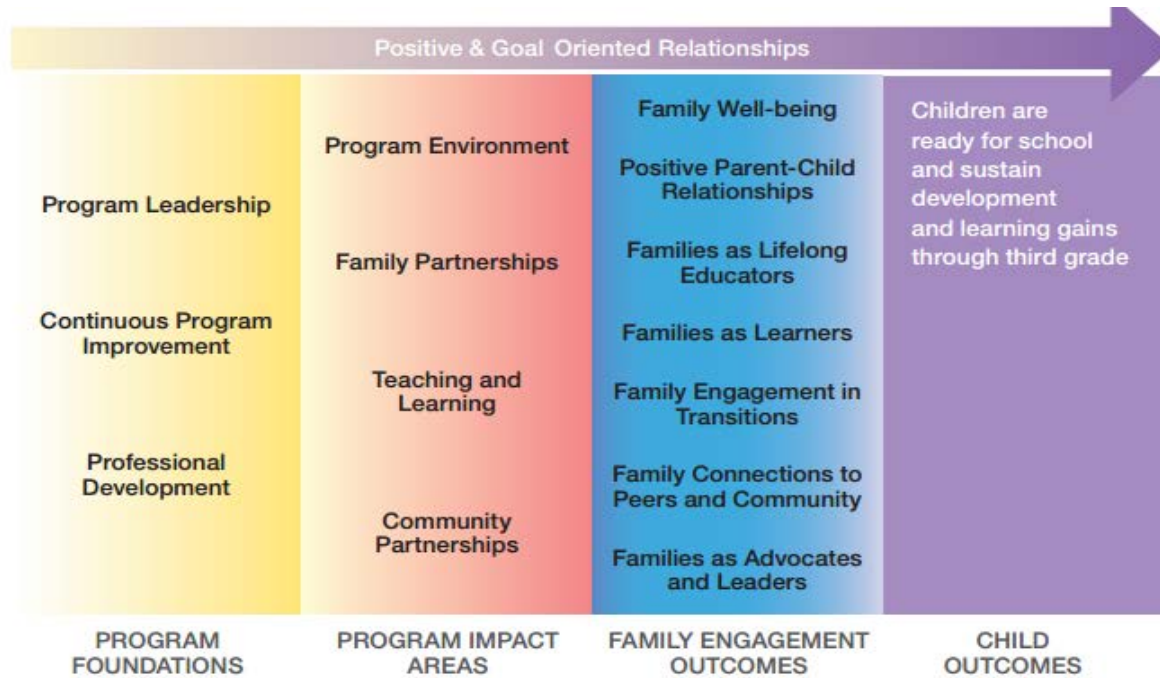 Positive & Goal Oriented Relationships
Program Leadership
Continuous Program
Improvement
Professional
Development
PROGRAM
FOUNDATIONS
Program Environment
Family Partnerships
Teaching and
Learning
Community
Partnerships
PROGRAM IMPACT
AREAS
Family Well-being
Positive Parent-Child
Relationships
Families as Lifelong
Educators
Families as Learners
Family Engagement in
Transitions
Family Connections to
Peers and Community
Families as Advocates
and Leaders
FAMILY ENGAGEMENT
OUTCOMES
Children are
ready for school
and sustain
development
and learning gains
through third grade
CHILD
OUTCOMES